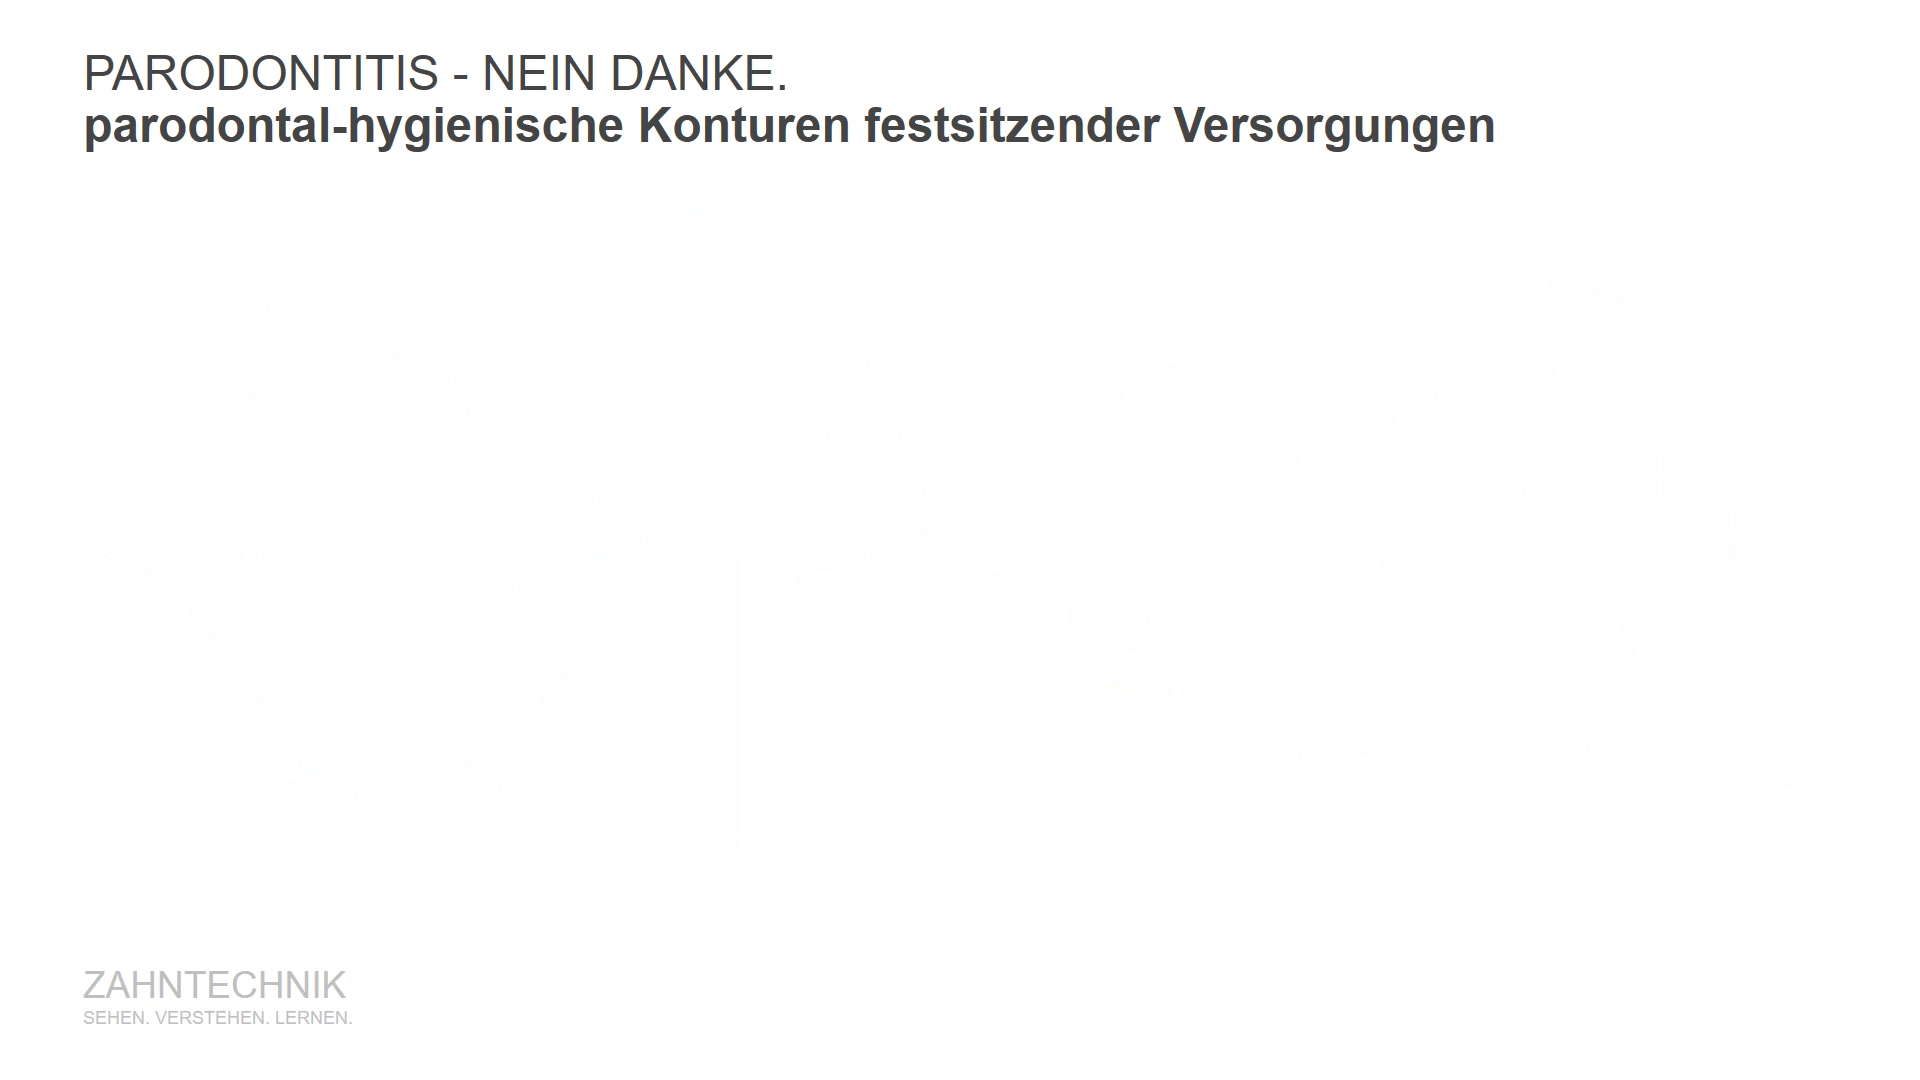 PARODONTITIS - NEIN DANKE.
parodontal-hygienische Konturen festsitzender Versorgungen
ZAHNTECHNIK
SEHEN. VERSTEHEN. LERNEN.